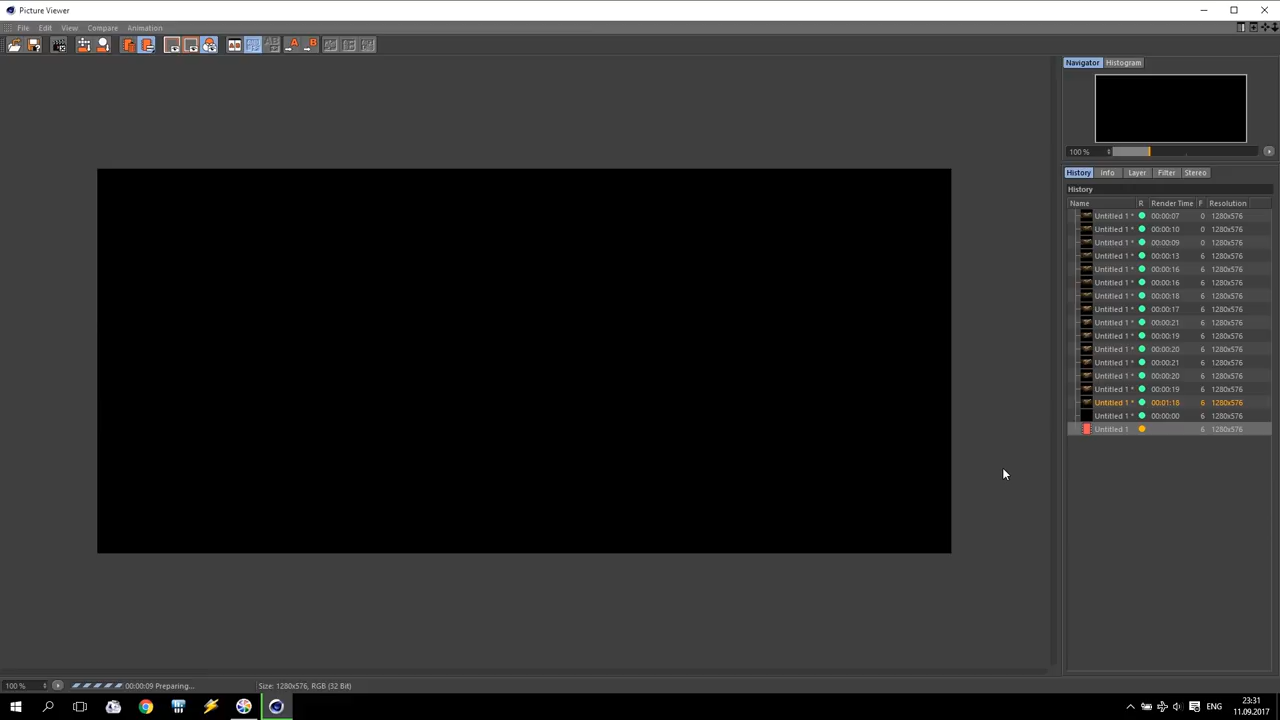 Picture Viewer
File Edit View Compare Animation
Navigator Histogram
100 %
History Info Layer Filter Stereo
History
Name R Render Time F Resolution
Untitled 1 * 00:00:07 0 1280x576
Untitled 1 * 00:00:10 0 1280x576
Untitled 1 * 00:00:09 0 1280x576
Untitled 1 * 00:00:13 6 1280x576
Untitled 1 * 00:00:16 6 1280x576
Untitled 1 * 00:00:16 6 1280x576
Untitled 1 * 00:00:18 6 1280x576
Untitled 1 * 00:00:17 6 1280x576
Untitled 1 * 00:00:21 6 1280x576
Untitled 1 * 00:00:19 6 1280x576
Untitled 1 * 00:00:20 6 1280x576
Untitled 1 * 00:00:21 6 1280x576
Untitled 1 * 00:00:20 6 1280x576
Untitled 1 * 00:00:19 6 1280x576
Untitled 1 * 00:01:18 6 1280x576
Untitled 1 * 00:00:00 6 1280x576
Untitled 1 6 1280x576
100 % 00:00:09 Preparing... Size: 1280x576, RGB (32 Bit)
ENG
23:31
11.09.2017